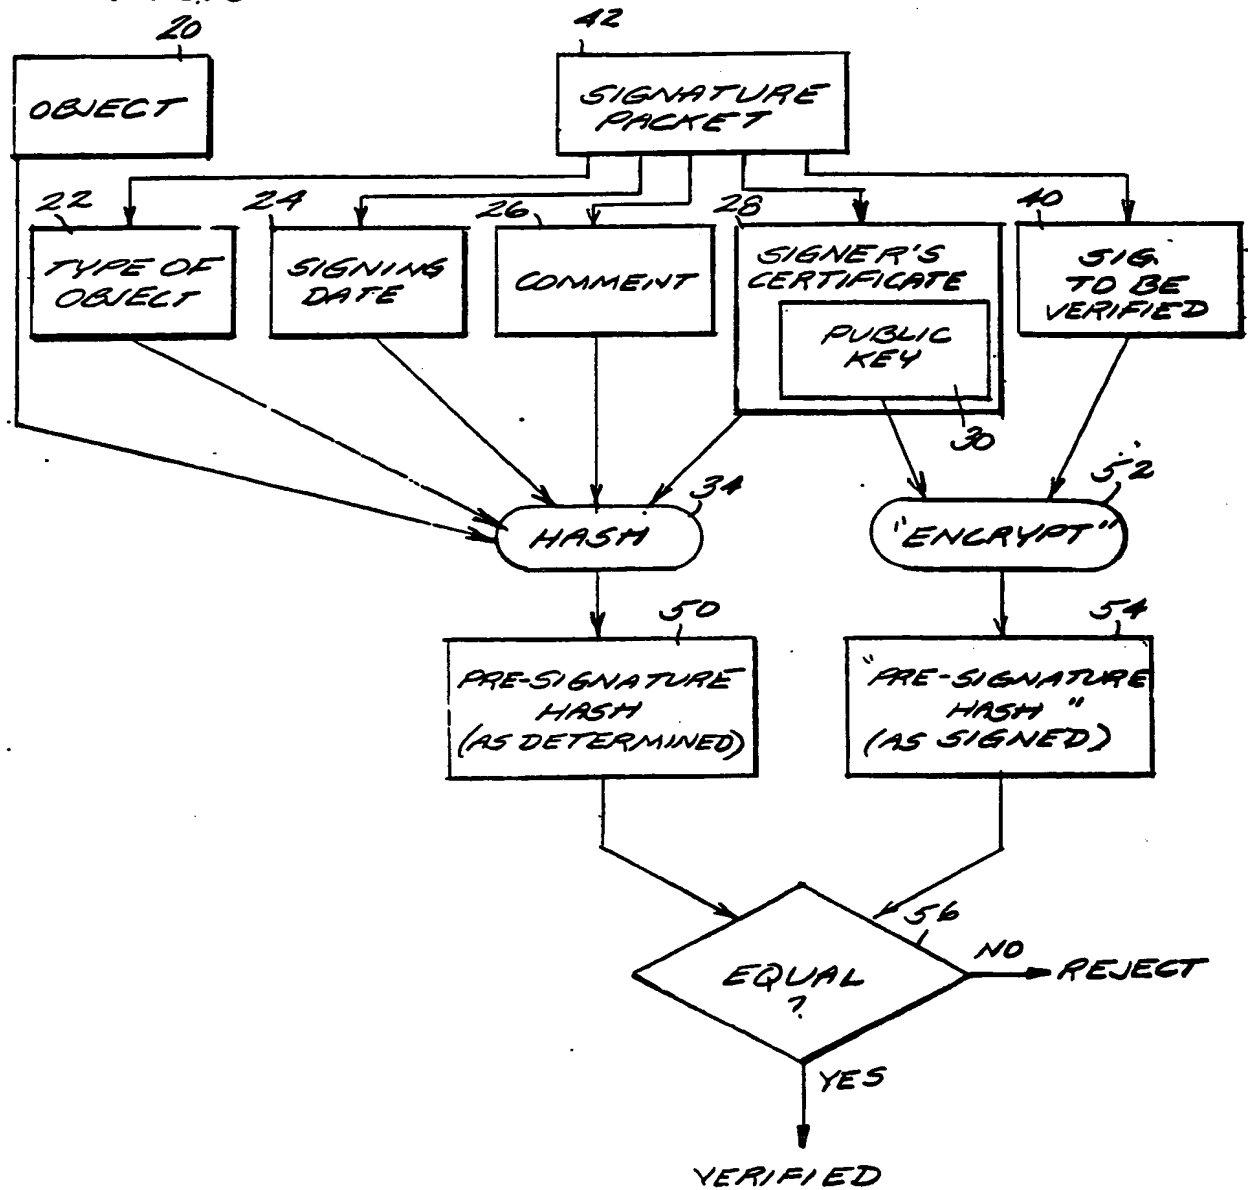 20
42
OBJECT
SIGNATURE
PACKET
22
24
26
28
40
TYPE OF
OBJECT
SIGNING
DATE
COMMENT
SIGNER'S
CERTIFICATE
PUBLIC
KEY
30
SIG.
TO BE
VERIFIED
34
52
HASH
"ENCRYPT"
50
54
PRE-SIGNATURE
HASH
(AS DETERMINED)
"PRE-SIGNATURE
HASH"
(AS SIGNED)
56
EQUAL
?
NO
REJECT
YES
VERIFIED